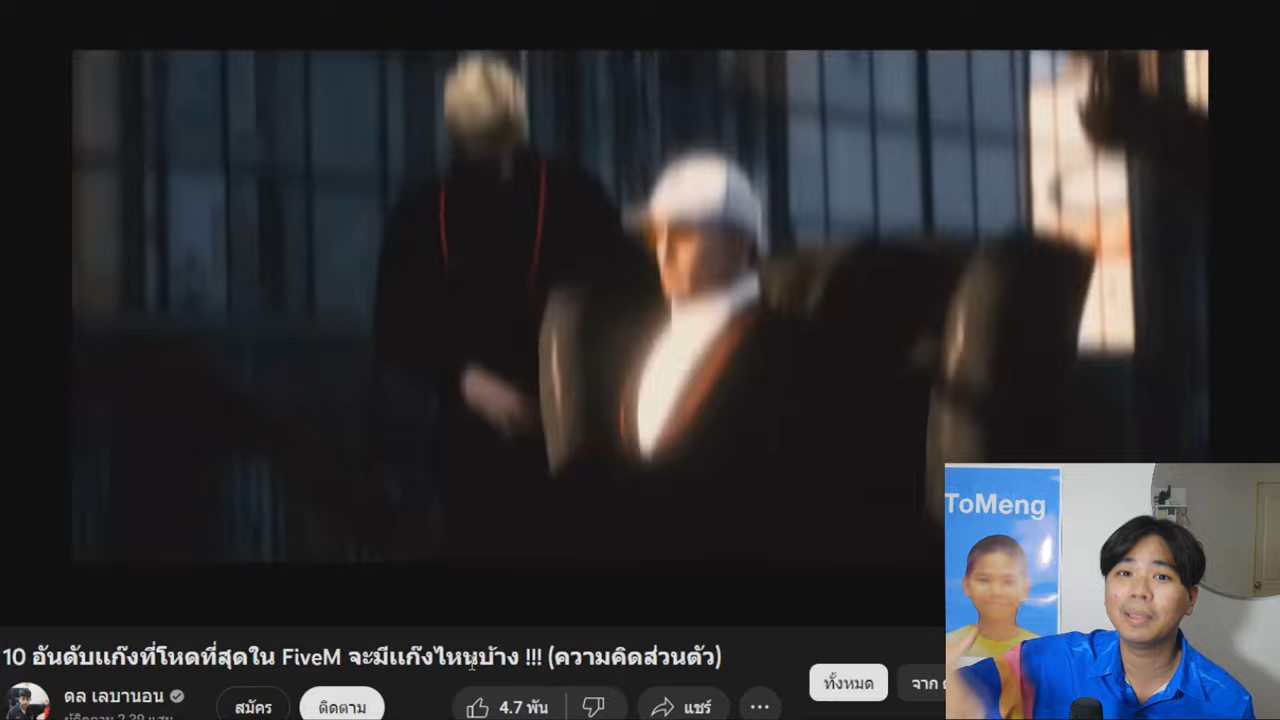 ToMeng
10 อันดับแก๊งที่โหดที่สุดใน FiveM จะมีแก๊งไหนบ้าง !!! (ความคิดส่วนตัว)
ทั้งหมด
จาก
ดล เลบานอน
สมัคร
ติดตาม
4.7 พัน
แชร์